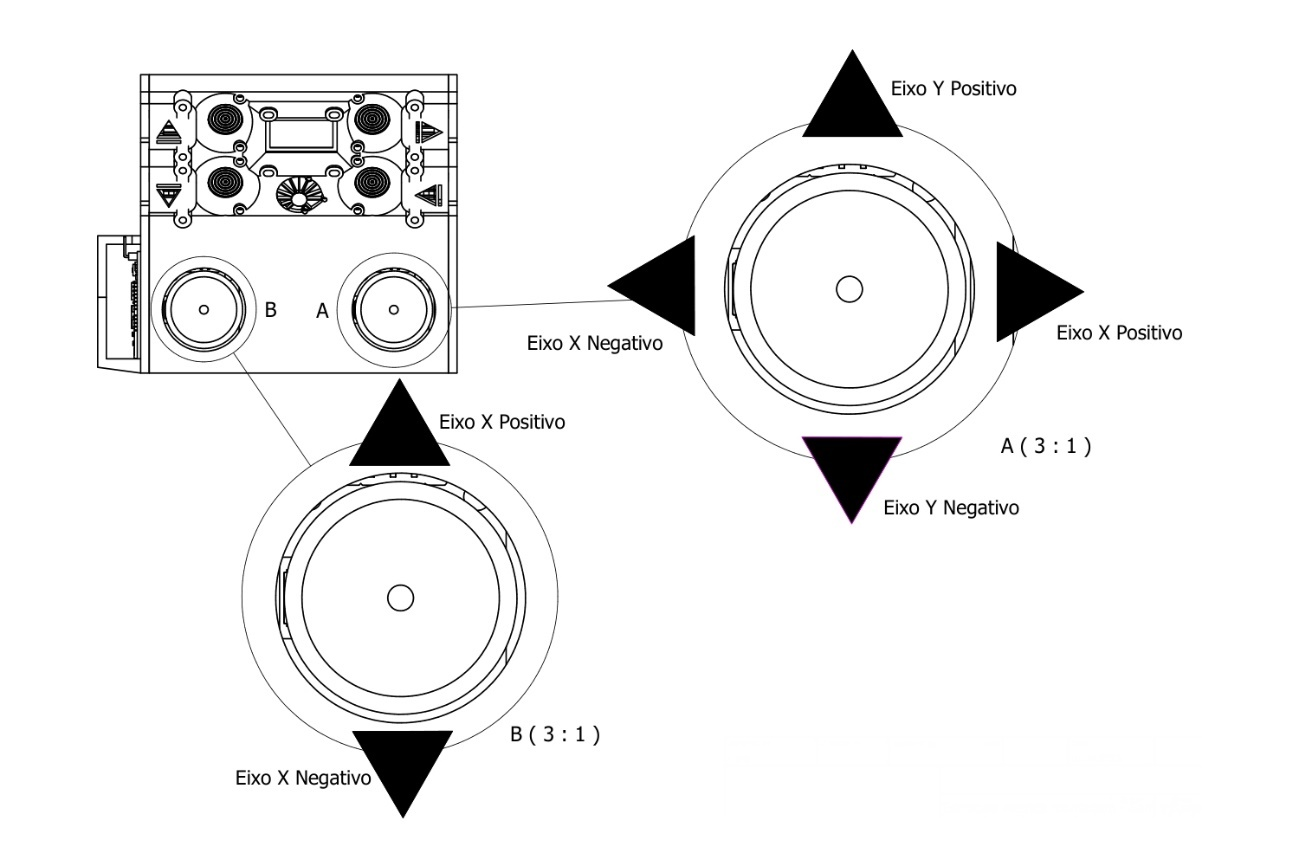 Eixo Y Positivo
B
A
Eixo X Negativo
Eixo X Positivo
Eixo X Positivo
A ( 3 : 1 )
Eixo Y Negativo
B ( 3 : 1 )
Eixo X Negativo